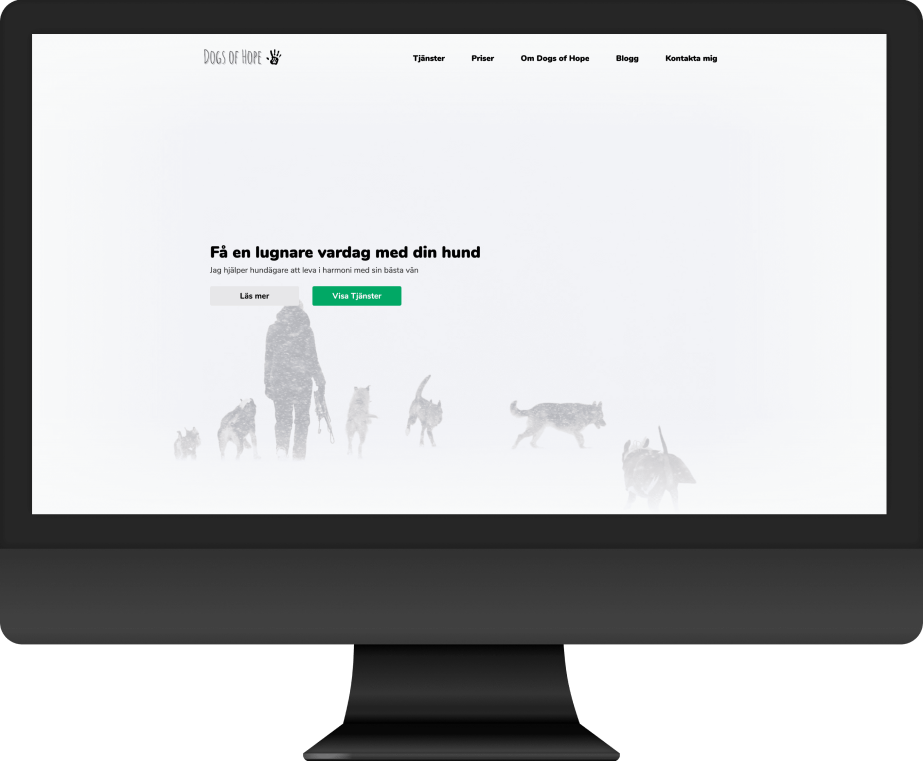 Dogs of Hope
Tjänster Priser Om Dogs of Hope Blogg Kontakta mig
Få en lugnare vardag med din hund
Jag hjälper hundägare att leva i harmoni med sin bästa vän
Läs mer Visa Tjänster